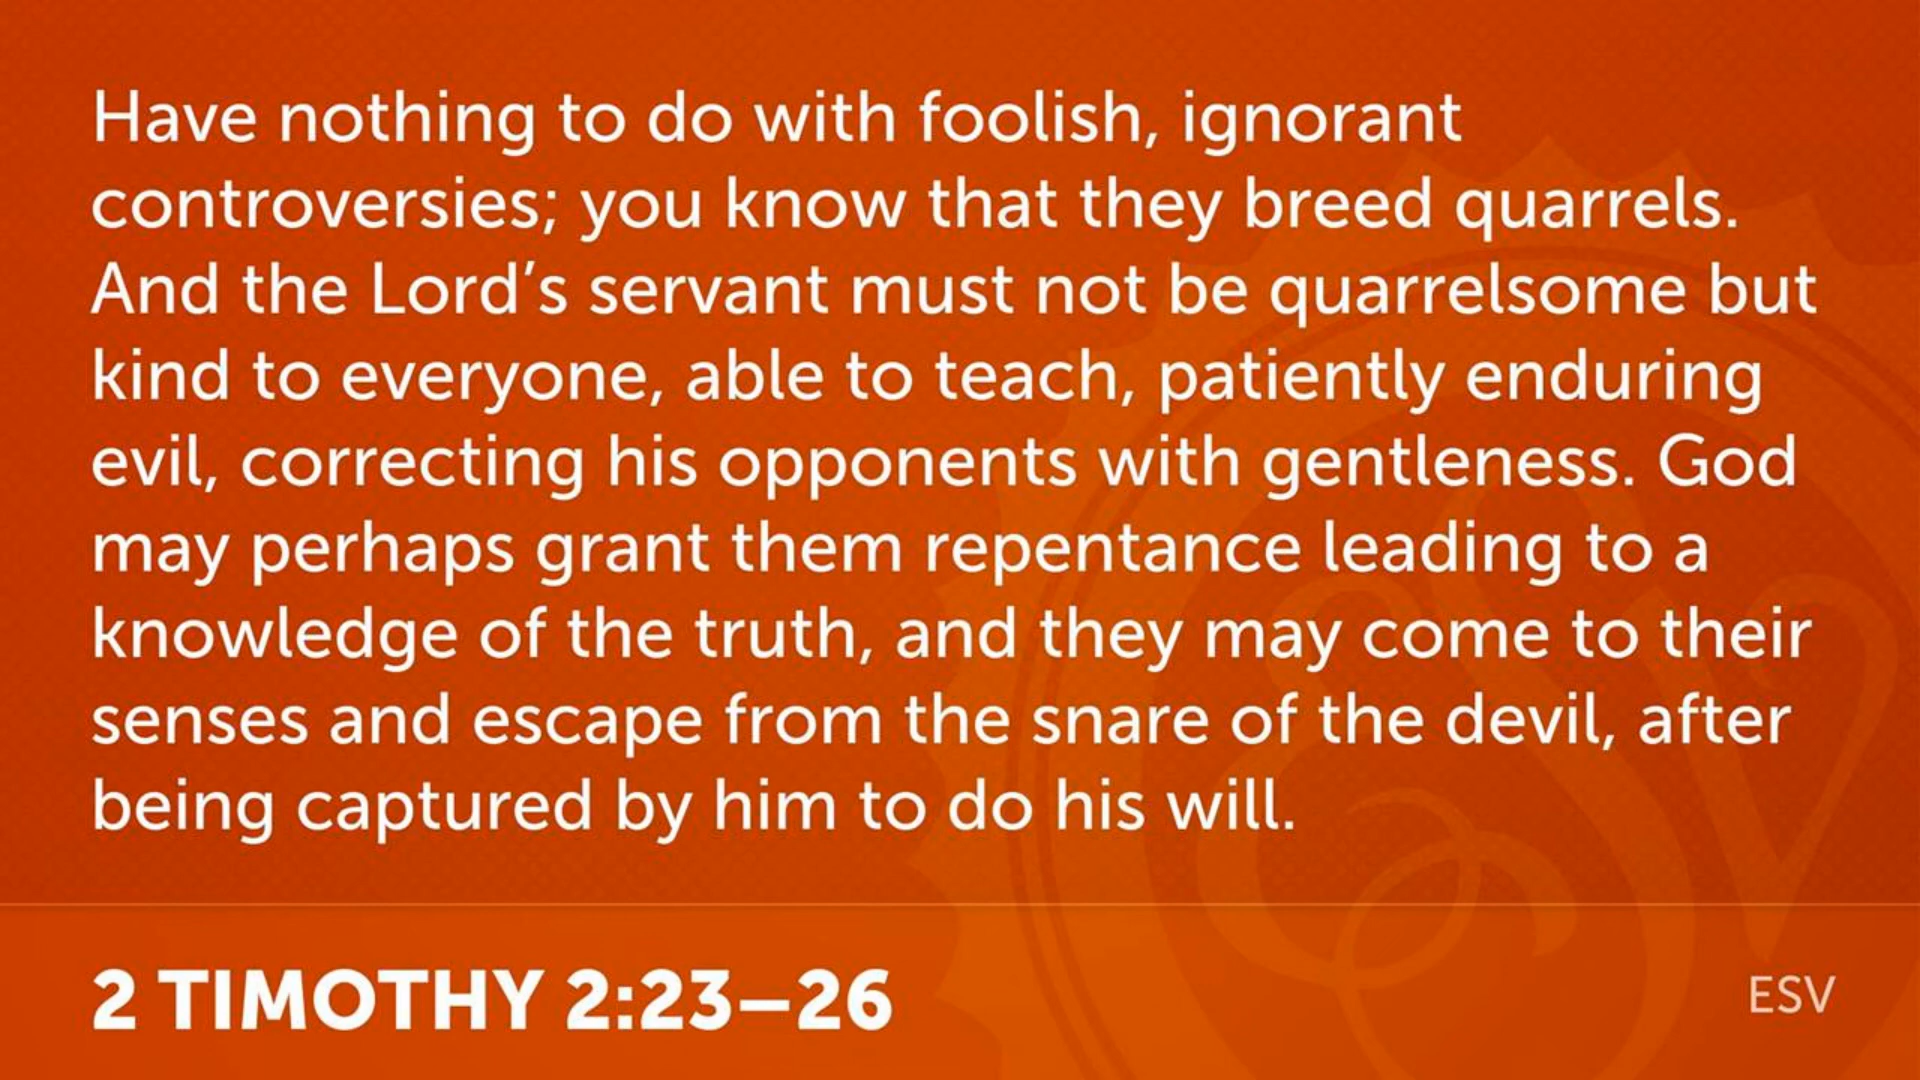 Have nothing to do with foolish, ignorant
controversies; you know that they breed quarrels.
And the Lord’s servant must not be quarrelsome but
kind to everyone, able to teach, patiently enduring
evil, correcting his opponents with gentleness. God
may perhaps grant them repentance leading to a
knowledge of the truth, and they may come to their
senses and escape from the snare of the devil, after
being captured by him to do his will.
2 TIMOTHY 2:23–26
ESV